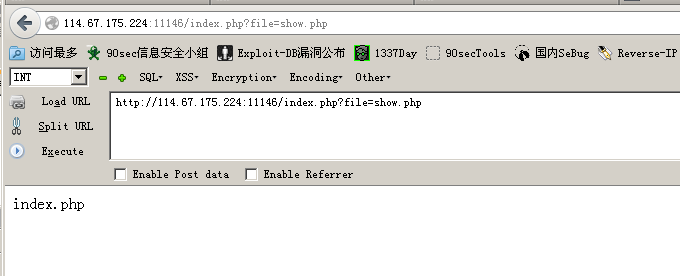 114.67.175.224:11146/index.php?file=show.php
访问最多 90sec信息安全小组 Exploit-DB漏洞公布 1337Day 90secTools 国内SeBug Reverse-IP
INT SQL▾ XSS▾ Encryption▾ Encoding▾ Other▾
Load URL http://114.67.175.224:11146/index.php?file=show.php
Split URL
Execute
Enable Post data Enable Referrer
index.php